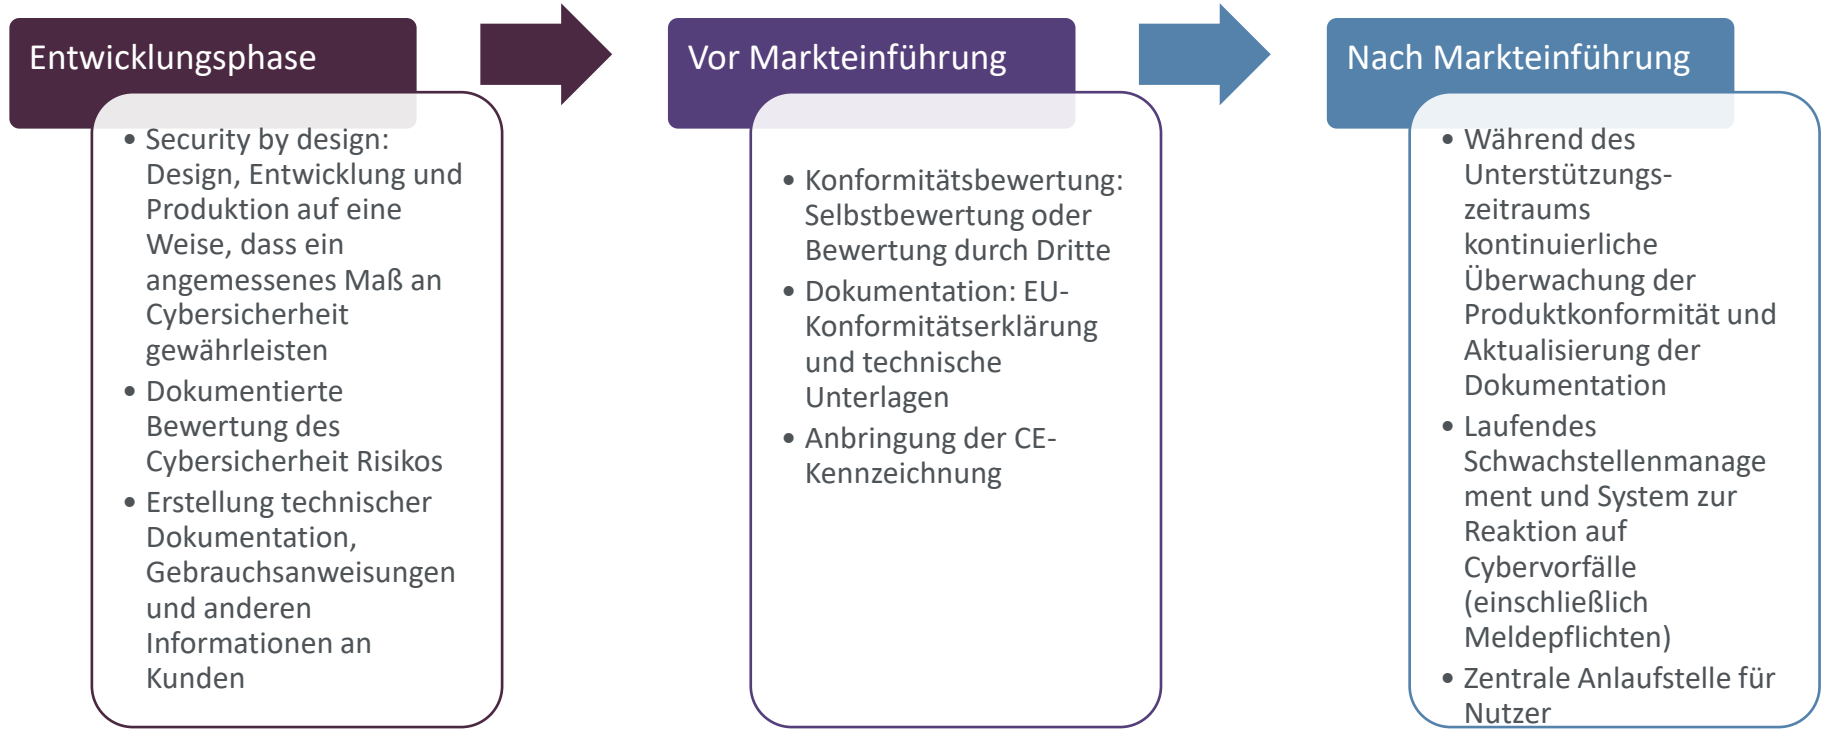 Entwicklungsphase
• Security by design:
Design, Entwicklung und
Produktion auf eine
Weise, dass ein
angemessenes Maß an
Cybersicherheit
gewährleisten
• Dokumentierte
Bewertung des
Cybersicherheit Risikos
• Erstellung technischer
Dokumentation,
Gebrauchsanweisungen
und anderen
Informationen an
Kunden
Vor Markteinführung
• Konformitätsbewertung:
Selbstbewertung oder
Bewertung durch Dritte
• Dokumentation: EU-
Konformitätserklärung
und technische
Unterlagen
• Anbringung der CE-
Kennzeichnung
Nach Markteinführung
• Während des
Unterstützungs-
zeitraums
kontinuierliche
Überwachung der
Produktkonformität und
Aktualisierung der
Dokumentation
• Laufendes
Schwachstellenmanage
ment und System zur
Reaktion auf
Cybervorfälle
(einschließlich
Meldepflichten)
• Zentrale Anlaufstelle für
Nutzer